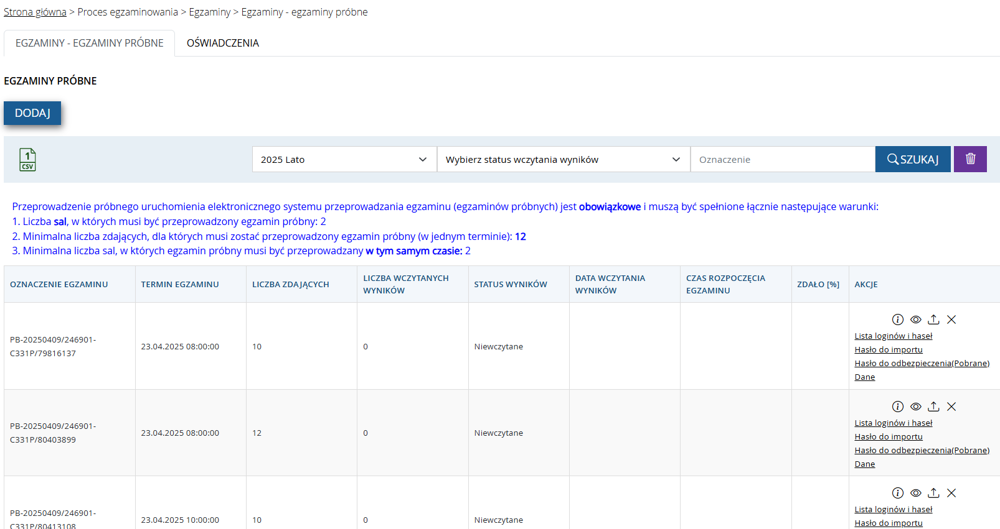 Strona główna > Proces egzaminowania > Egzaminy > Egzaminy - egzaminy próbne
EGZAMINY - EGZAMINY PRÓBNE
OŚWIADCZENIA
EGZAMINY PRÓBNE
DODAJ
1
CSV
2025 Lato
Wybierz status wczytania wyników
Oznaczenie
SZUKAJ
Przeprowadzenie próbnego uruchomienia elektronicznego systemu przeprowadzania egzaminu (egzaminów próbnych) jest obowiązkowe i muszą być spełnione łącznie następujące warunki:
1. Liczba sal, w których musi być przeprowadzony egzamin próbny: 2
2. Minimalna liczba zdających, dla których musi zostać przeprowadzony egzamin próbny (w jednym terminie): 12
3. Minimalna liczba sal, w których egzamin próbny musi być przeprowadzany w tym samym czasie: 2
OZNACZENIE EGZAMINU
TERMIN EGZAMINU
LICZBA ZDAJĄCYCH
LICZBA WCZYTANYCH
WYNIKÓW
STATUS WYNIKÓW
DATA WCZYTANIA
WYNIKÓW
CZAS ROZPOCZĘCIA
EGZAMINU
ZDAŁO [%]
AKCJE
PB-20250409/246901-
C331P/79816137
23.04.2025 08:00:00
10
0
Niewczytane
Lista loginów i haseł
Hasło do importu
Hasło do odbezpieczenia(Pobrane)
Dane
PB-20250409/246901-
C331P/80403899
23.04.2025 08:00:00
12
0
Niewczytane
Lista loginów i haseł
Hasło do importu
Hasło do odbezpieczenia(Pobrane)
Dane
PB-20250409/246901-
C331P/80413108
23.04.2025 10:00:00
10
0
Niewczytane
Lista loginów i haseł
Hasło do importu